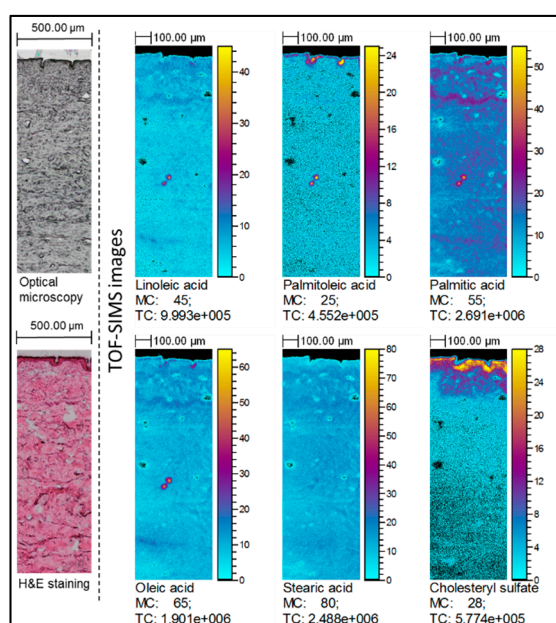 500.00 µm
100.00 µm
100.00 µm
100.00 µm
40
30
20
10
0
24
20
16
12
8
4
0
50
40
30
20
10
0
TOF-SIMS images
Optical
microscopy
Linoleic acid
MC: 45;
TC: 9.993e+005
Palmitoleic acid
MC: 25;
TC: 4.552e+005
Palmitic acid
MC: 55;
TC: 2.691e+006
500.00 µm
100.00 µm
100.00 µm
100.00 µm
60
50
40
30
20
10
0
80
70
60
50
40
30
20
10
0
28
24
20
16
12
8
4
0
H&E staining
Oleic acid
MC: 65;
TC: 1.901e+006
Stearic acid
MC: 80;
TC: 2.488e+006
Cholesteryl sulfate
MC: 28;
TC: 5.774e+005